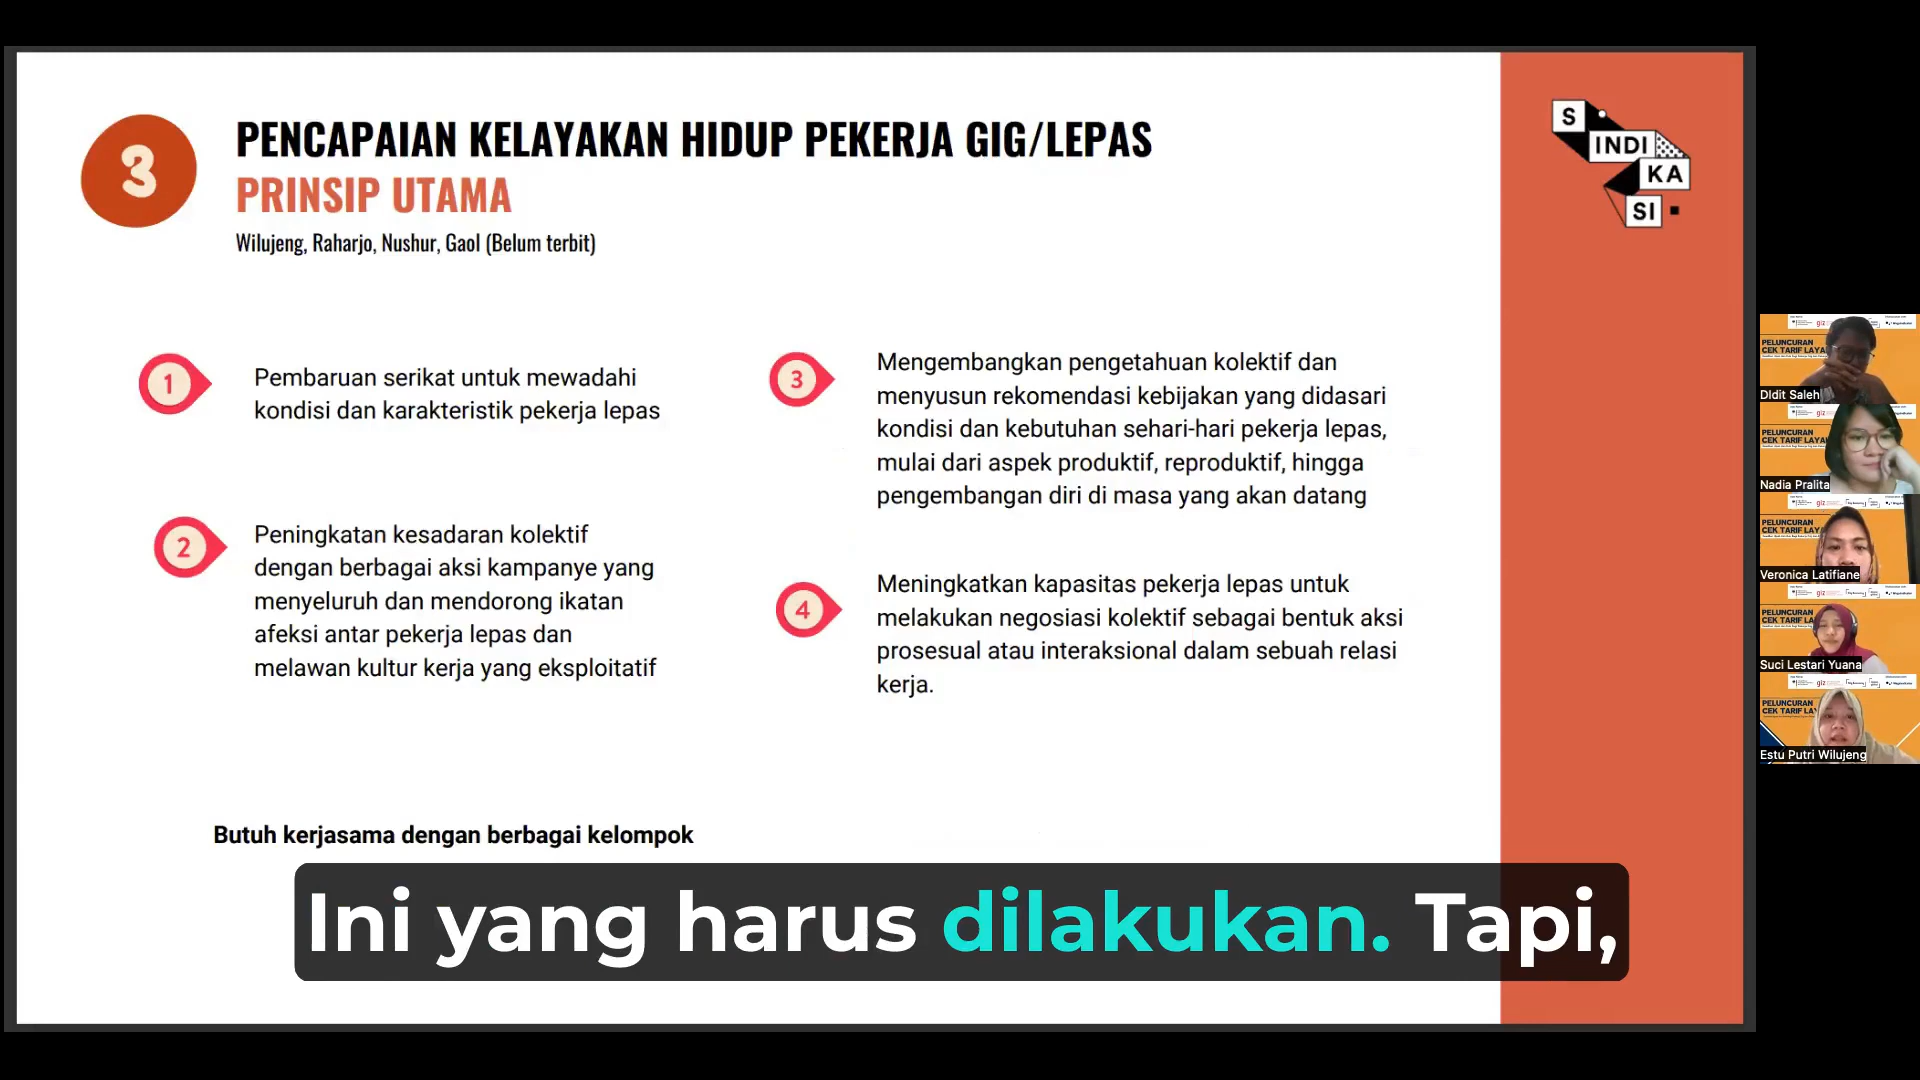 3
PENCAPAIAN KELAYAKAN HIDUP PEKERJA GIG/LEPAS
PRINSIP UTAMA
Wilujeng, Raharjo, Nushur, Gaol (Belum terbit)
S
INDI
KA
SI
1
Pembaruan serikat untuk mewadahi
kondisi dan karakteristik pekerja lepas
2
Peningkatan kesadaran kolektif
dengan berbagai aksi kampanye yang
menyeluruh dan mendorong ikatan
afeksi antar pekerja lepas dan
melawan kultur kerja yang eksploitatif
3
Mengembangkan pengetahuan kolektif dan
menyusun rekomendasi kebijakan yang didasari
kondisi dan kebutuhan sehari-hari pekerja lepas,
mulai dari aspek produktif, reproduktif, hingga
pengembangan diri di masa yang akan datang
4
Meningkatkan kapasitas pekerja lepas untuk
melakukan negosiasi kolektif sebagai bentuk aksi
prosesual atau interaksional dalam sebuah relasi
kerja.
Butuh kerjasama dengan berbagai kelompok
Ini yang harus dilakukan. Tapi,
giz
PELUNCURAN
CEK TARIF LAYA
DIdit Saleh
giz
PELUNCURAN
CEK TARIF LAYA
Nadia Pralita
giz
PELUNCURAN
CEK TARIF LAYA
Veronica Latifiane
giz
PELUNCURAN
CEK TARIF LA
Suci Lestari Yuana
giz
PELUNCURAN
CEK TARIF LA
Estu Putri Wilujeng